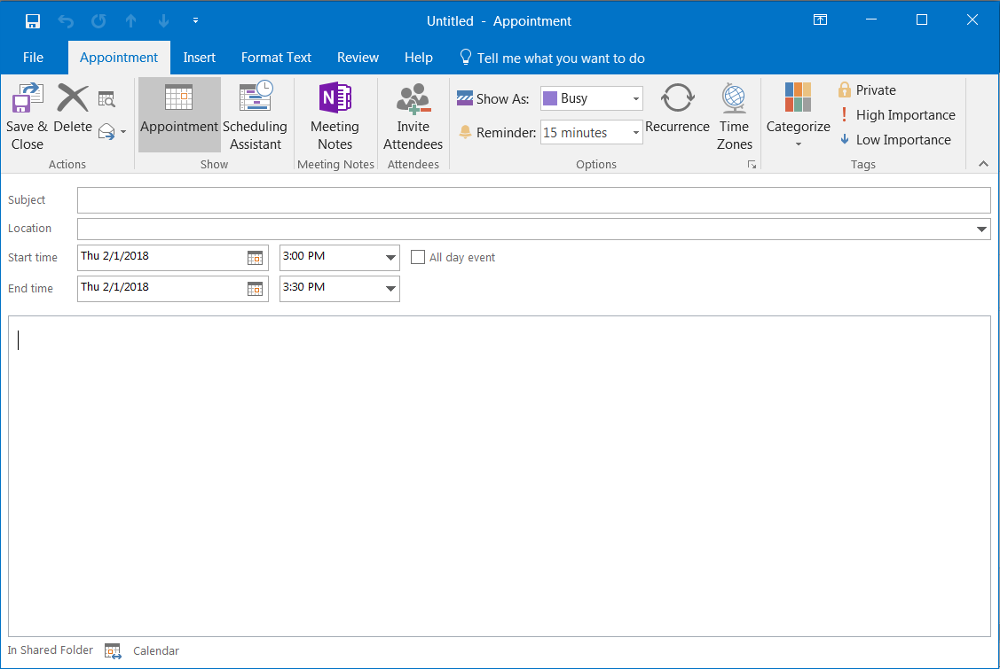 Untitled - Appointment
File Appointment Insert Format Text Review Help Tell me what you want to do
Save & Close
Delete
Actions
Appointment
Scheduling Assistant
Show
N
Meeting Notes
Meeting Notes
Invite Attendees
Attendees
Show As: Busy
Reminder: 15 minutes
Recurrence
Time Zones
Options
Categorize
Private
High Importance
Low Importance
Tags
Subject
Location
Start time Thu 2/1/2018 3:00 PM All day event
End time Thu 2/1/2018 3:30 PM
In Shared Folder Calendar